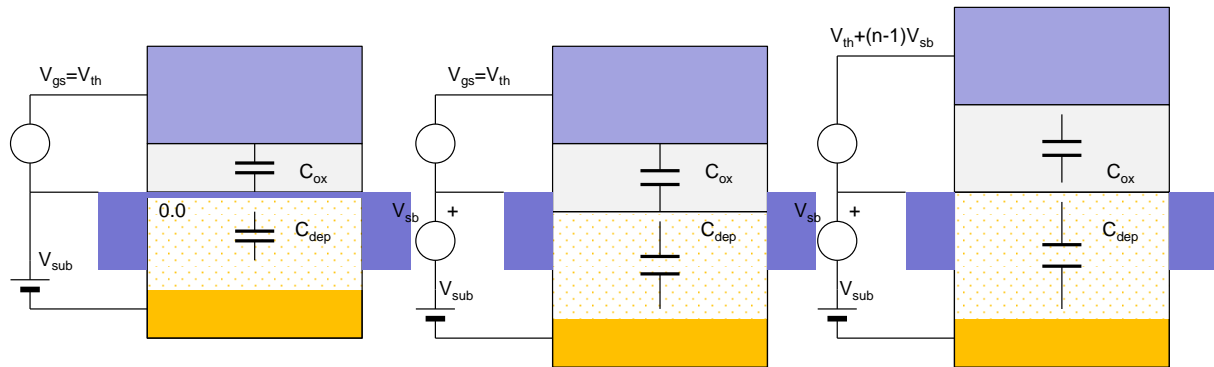 V_gs=V_th
C_ox
0.0
C_dep
V_sub
V_gs=V_th
C_ox
V_sb +
C_dep
V_sub
V_th+(n-1)V_sb
C_ox
V_sb +
C_dep
V_sub